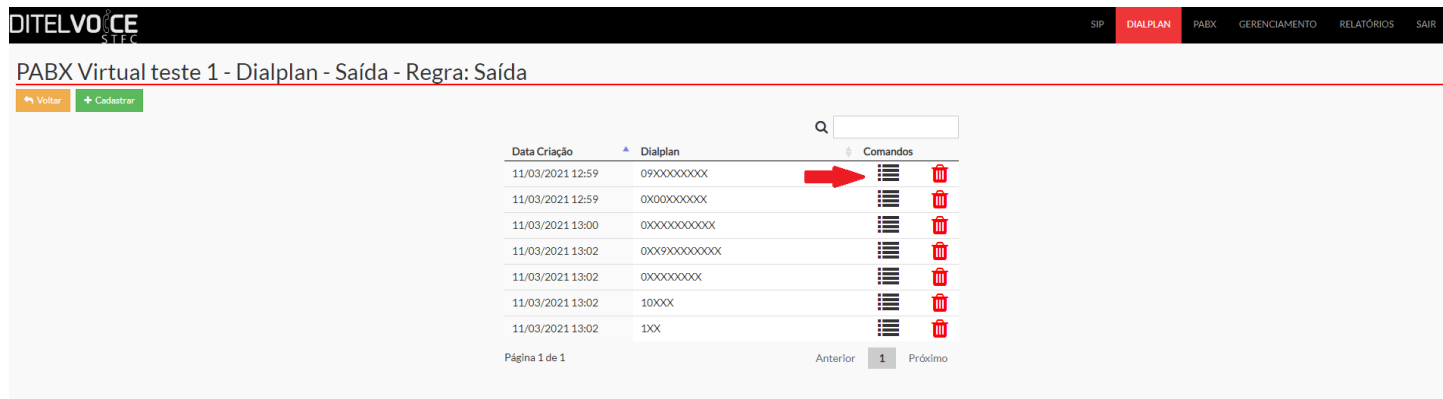 DITELVOICE
STFC
SIP DIALPLAN PABX GERENCIAMENTO RELATÓRIOS SAIR
PABX Virtual teste 1 - Dialplan - Saída - Regra: Saída
Voltar + Cadastrar
Data Criação Dialplan Comandos
11/03/2021 12:59 09XXXXXXXX
11/03/2021 12:59 0X00XXXXXX
11/03/2021 13:00 0XXXXXXXXXX
11/03/2021 13:02 0XX9XXXXXXXX
11/03/2021 13:02 0XXXXXXXX
11/03/2021 13:02 10XXX
11/03/2021 13:02 1XX
Página 1 de 1 Anterior 1 Próximo